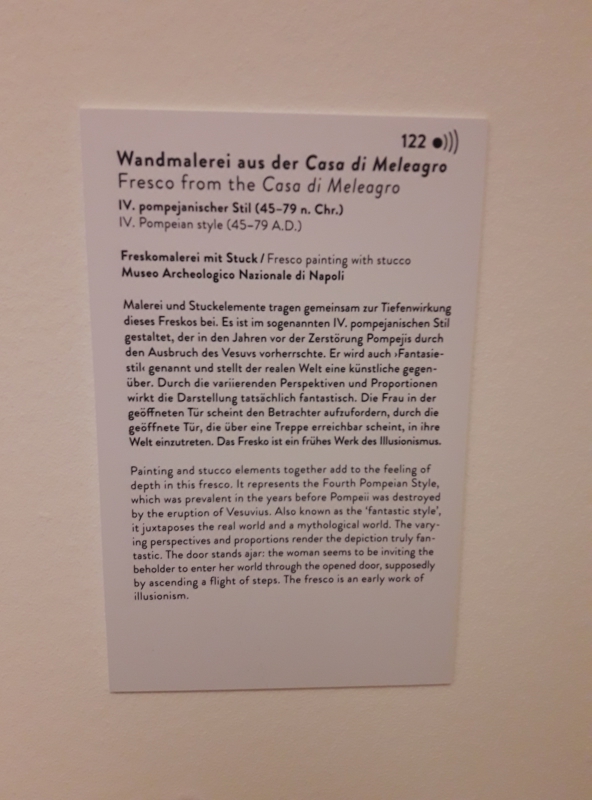 122
Wandmalerei aus der Casa di Meleagro
Fresco from the Casa di Meleagro
IV. pompejanischer Stil (45–79 n. Chr.)
IV. Pompeian style (45–79 A.D.)
Freskomalerei mit Stuck / Fresco painting with stucco
Museo Archeologico Nazionale di Napoli
Malerei und Stuckelemente tragen gemeinsam zur Tiefenwirkung
dieses Freskos bei. Es ist im sogenannten IV. pompejanischen Stil
gestaltet, der in den Jahren vor der Zerstörung Pompejis durch
den Ausbruch des Vesuvs vorherrschte. Er wird auch ›Fantasie-
stil‹ genannt und stellt der realen Welt eine künstliche gegen-
über. Durch die variierenden Perspektiven und Proportionen
wirkt die Darstellung tatsächlich fantastisch. Die Frau in der
geöffneten Tür scheint den Betrachter aufzufordern, durch die
geöffnete Tür, die über eine Treppe erreichbar scheint, in ihre
Welt einzutreten. Das Fresko ist ein frühes Werk des Illusionismus.
Painting and stucco elements together add to the feeling of
depth in this fresco. It represents the Fourth Pompeian Style,
which was prevalent in the years before Pompeii was destroyed
by the eruption of Vesuvius. Also known as the ‘fantastic style’,
it juxtaposes the real world and a mythological world. The vary-
ing perspectives and proportions render the depiction truly fan-
tastic. The door stands ajar: the woman seems to be inviting the
beholder to enter her world through the opened door, supposedly
by ascending a flight of steps. The fresco is an early work of
illusionism.